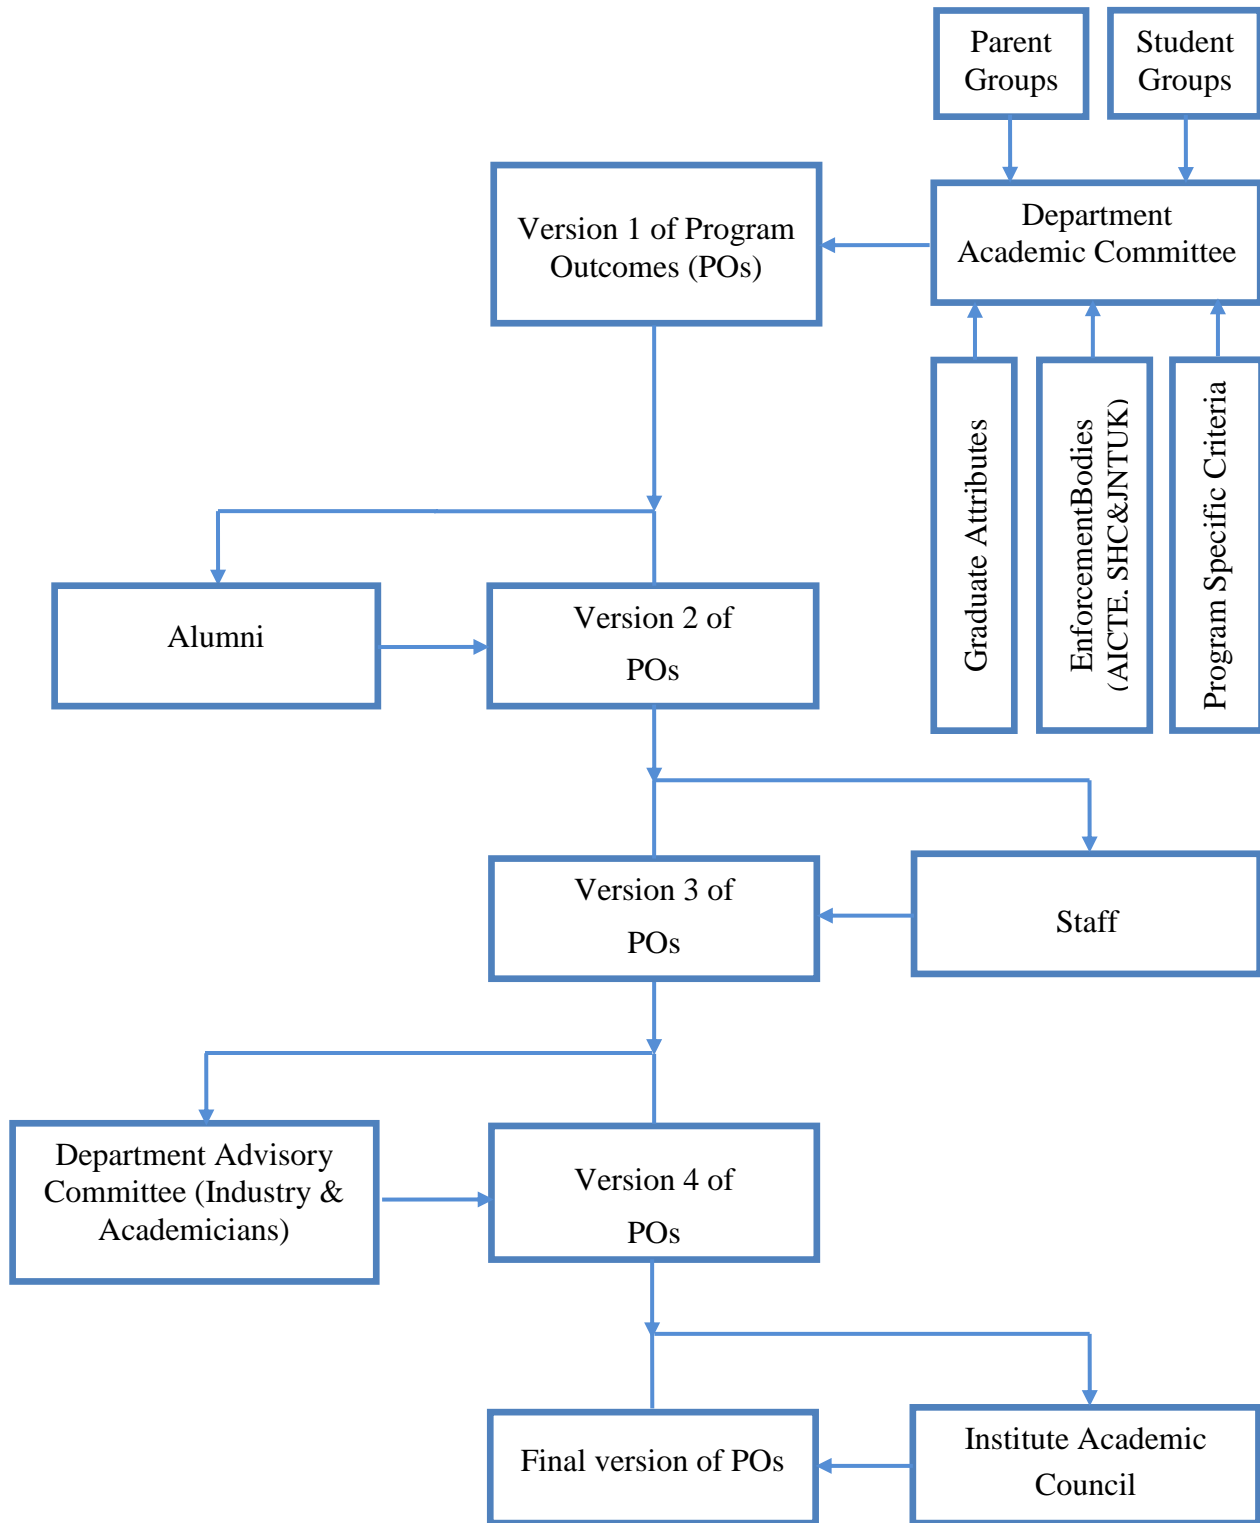 Parent
Groups
Student
Groups
Version 1 of Program
Outcomes (POs)
Department
Academic Committee
Graduate Attributes
EnforcementBodies
(AICTE. SHC&JNTUK)
Program Specific Criteria
Alumni
Version 2 of
POs
Version 3 of
POs
Staff
Department Advisory
Committee (Industry &
Academicians)
Version 4 of
POs
Final version of POs
Institute Academic
Council